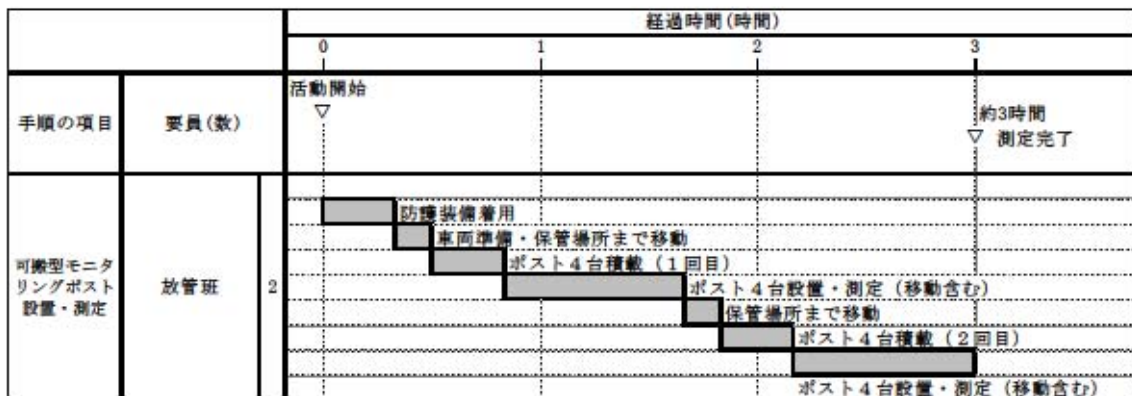 経過時間(時間)
0 1 2 3
手順の項目 要員(数)
活動開始
▽
約3時間
▽ 測定完了
可搬型モニタ
リングポスト
設置・測定
放管班 2
防護装備着用
車両準備・保管場所まで移動
ポスト4台積載(1回目)
ポスト4台設置・測定(移動含む)
保管場所まで移動
ポスト4台積載(2回目)
ポスト4台設置・測定(移動含む)